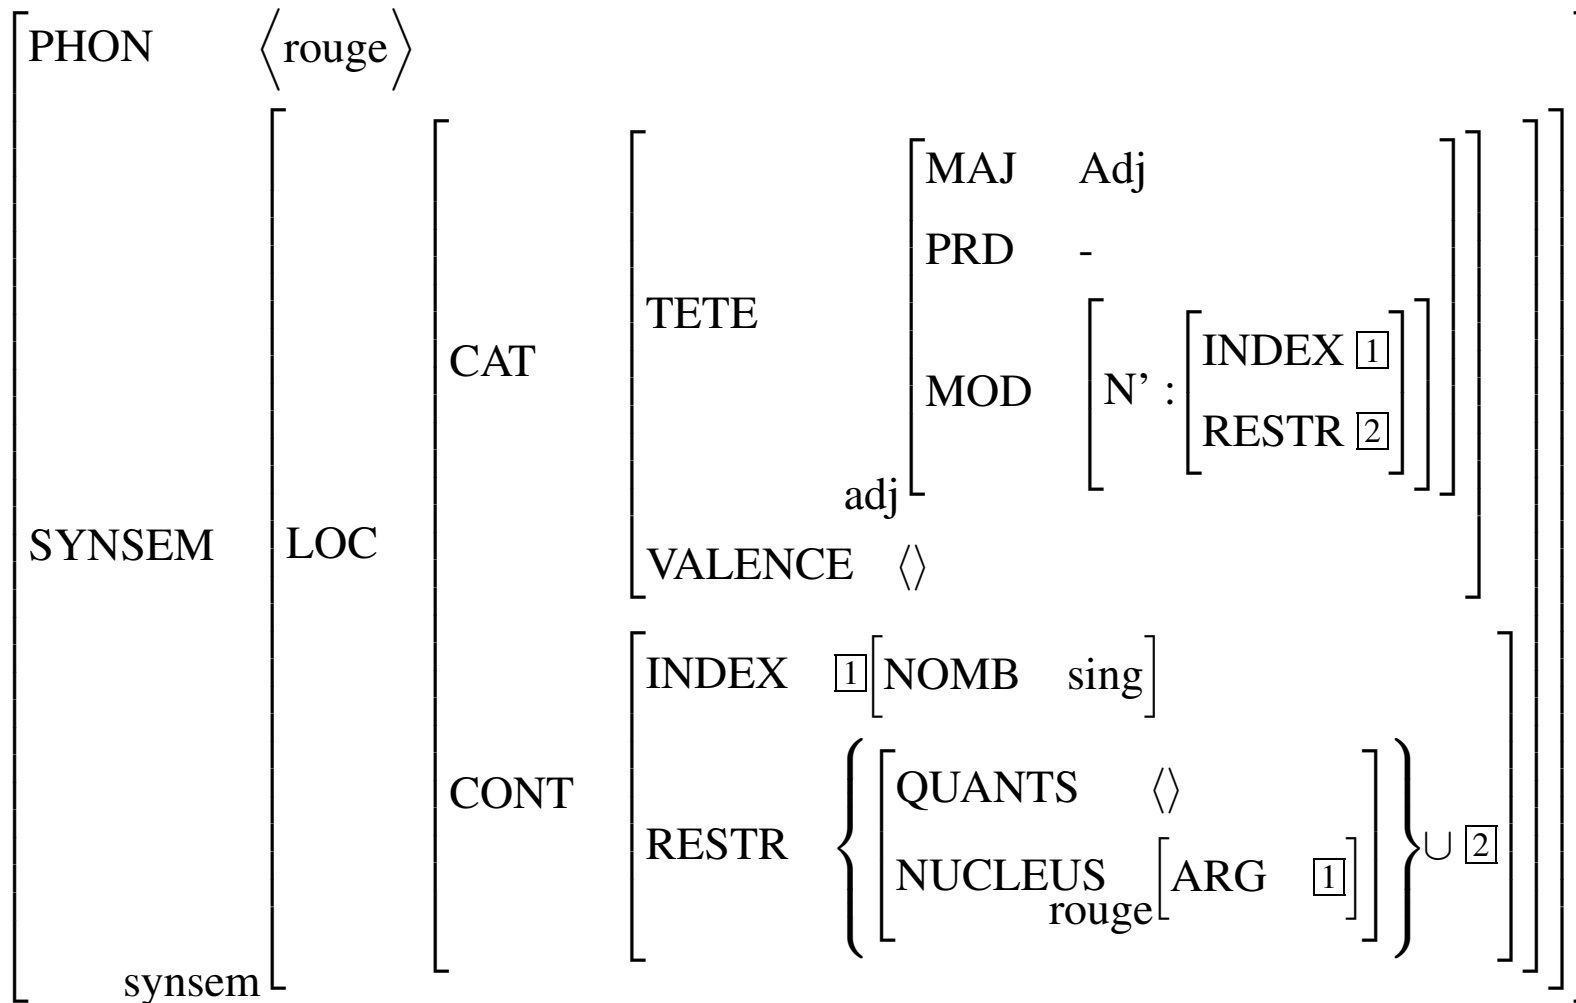 PHON ⟨rouge⟩
MAJ Adj
PRD -
TETE
INDEX 1
CAT
MOD N’ :
RESTR 2
adj
SYNSEM LOC
VALENCE ⟨⟩
INDEX 1 NOMB sing
QUANTS ⟨⟩
CONT
RESTR ∪ 2
NUCLEUS ARG 1
rouge
synsem